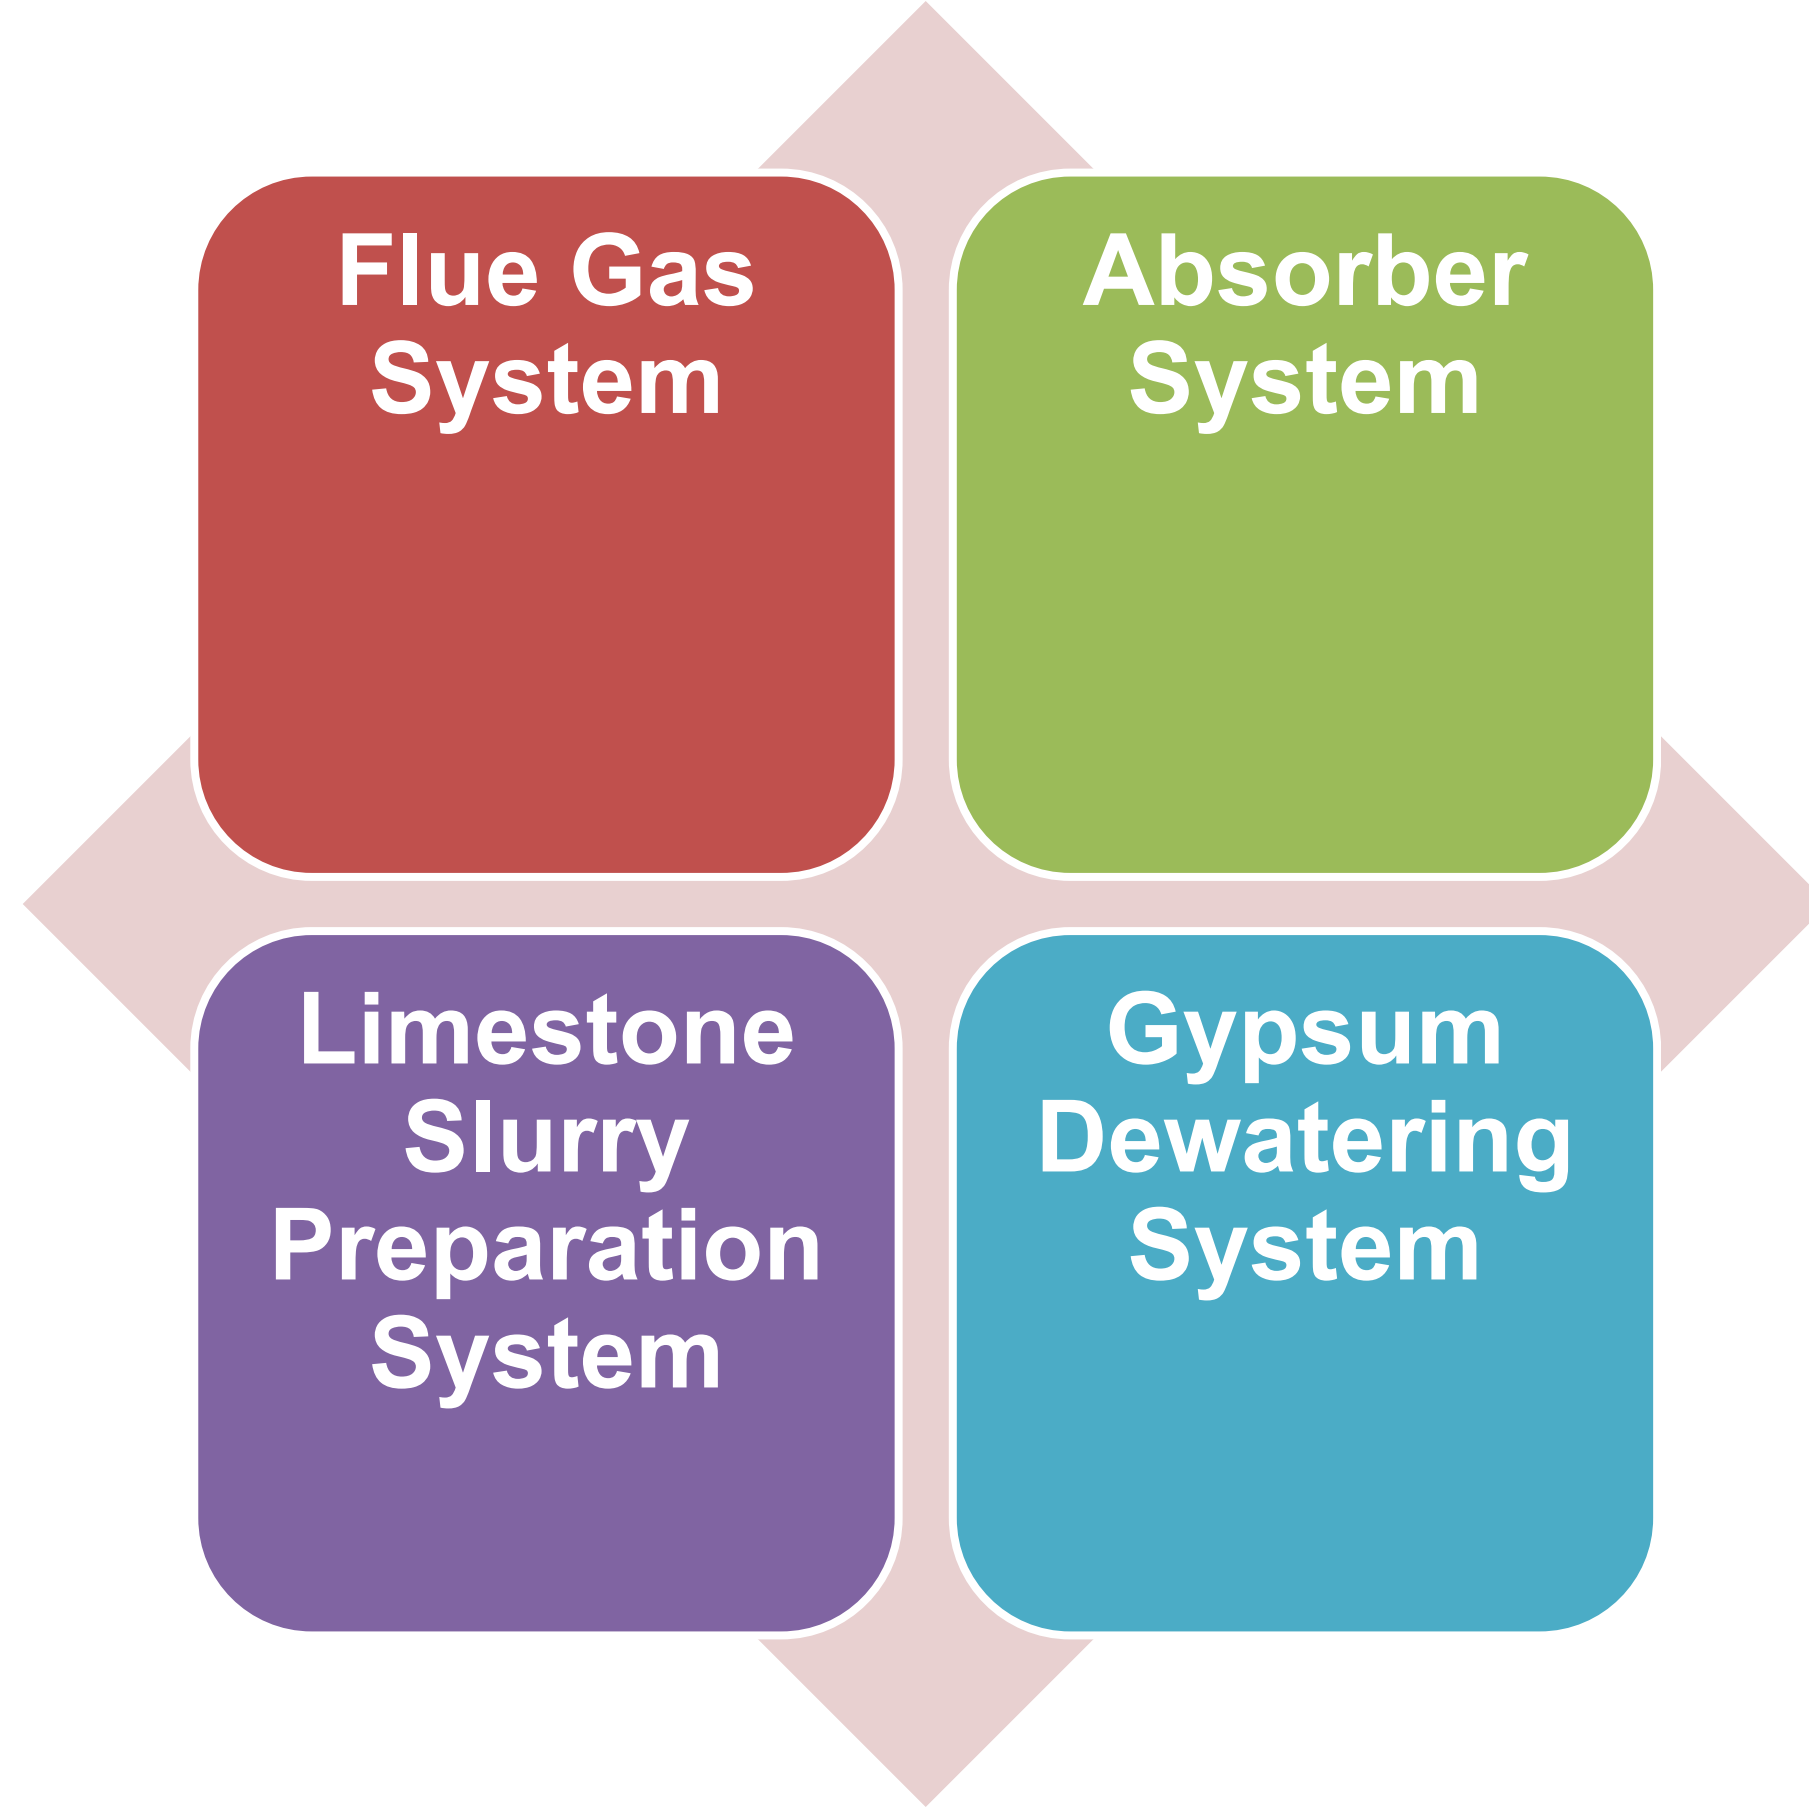 Flue Gas
System
Absorber
System
Limestone
Slurry
Preparation
System
Gypsum
Dewatering
System